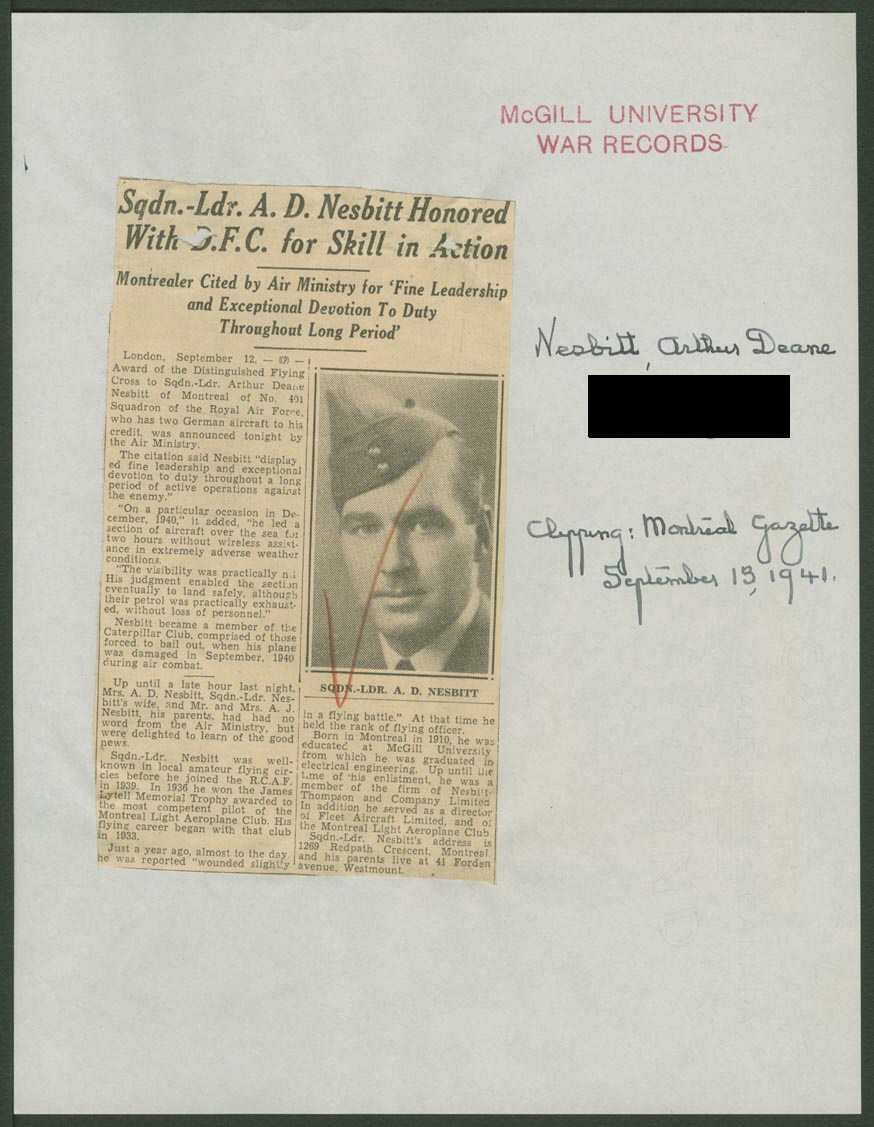 McGILL UNIVERSITY
WAR RECORDS
Sqdn.-Ldr. A. D. Nesbitt Honored
With D.F.C. for Skill in Action
Montrealer Cited by Air Ministry for 'Fine Leadership
and Exceptional Devotion To Duty
Throughout Long Period'
London, September 12. — (CP) —
Award of the Distinguished Flying
Cross to Sqdn.-Ldr. Arthur Deane
Nesbitt of Montreal of No. 401
Squadron of the Royal Air Force,
who has two German aircraft to his
credit, was announced tonight by
the Air Ministry.
The citation said Nesbitt "display
ed fine leadership and exceptional
devotion to duty throughout a long
period of active operations against
the enemy."
"On a particular occasion in De-
cember, 1940," it added, "he led a
section of aircraft over the sea for
two hours without wireless assist-
ance in extremely adverse weather
conditions.
"The visibility was practically nil
His judgment enabled the section
eventually to land safely, although
their petrol was practically exhaust-
ed, without loss of personnel."
Nesbitt became a member of the
Caterpillar Club, comprised of those
forced to bail out, when his plane
was damaged in September, 1940
during air combat.
Up until a late hour last night,
Mrs. A. D. Nesbitt, Sqdn.-Ldr. Nes-
bitt's wife, and Mr. and Mrs. A. J.
Nesbitt, his parents, had had no
word from the Air Ministry, but
were delighted to learn of the good
news.
Sqdn.-Ldr. Nesbitt was well-
known in local amateur flying cir-
cles before he joined the R.C.A.F.
in 1939. In 1936 he won the James
Lytell Memorial Trophy awarded to
the most competent pilot of the
Montreal Light Aeroplane Club. His
flying career began with that club
in 1933.
Just a year ago, almost to the day
he was reported "wounded slightly
SQDN.-LDR. A. D. NESBITT
in a flying battle." At that time he
held the rank of flying officer.
Born in Montreal in 1910, he was
educated at McGill University
from which he was graduated in
electrical engineering. Up until the
time of his enlistment, he was a
member of the firm of Nesbitt-
Thompson and Company Limited
In addition he served as a director
of Fleet Aircraft Limited, and of
the Montreal Light Aeroplane Club.
Sqdn.-Ldr. Nesbitt's address is
1269 Redpath Crescent, Montreal
and his parents live at 41 Forden
avenue, Westmount.
Nesbitt, Arthur Deane
Clipping: Montreal Gazette
September 13, 1941.